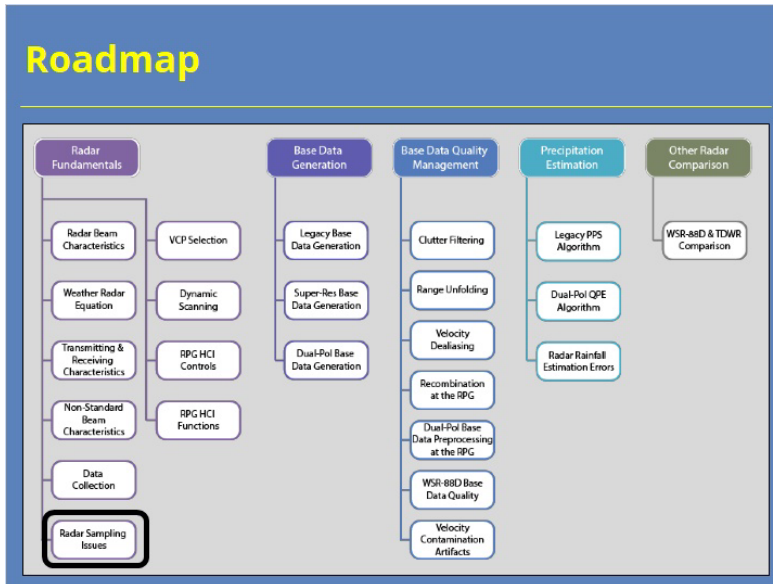 Roadmap
Radar
Fundamentals
Radar Beam
Characteristics
Weather Radar
Equation
Transmitting &
Receiving
Characteristics
Non-Standard
Beam
Characteristics
Data
Collection
Radar Sampling
Issues
VCP Selection
Dynamic
Scanning
RPG HCI
Controls
RPG HCI
Functions
Base Data
Generation
Legacy Base
Data Generation
Super-Res Base
Data Generation
Dual-Pol Base
Data Generation
Base Data Quality
Management
Clutter Filtering
Range Unfolding
Velocity
Dealiasing
Recombination
at the RPG
Dual-Pol Base
Data Preprocessing
at the RPG
WSR-88D Base
Data Quality
Velocity
Contamination
Artifacts
Precipitation
Estimation
Legacy PPS
Algorithm
Dual-Pol QPE
Algorithm
Radar Rainfall
Estimation Errors
Other Radar
Comparison
WSR-88D & TDWR
Comparison